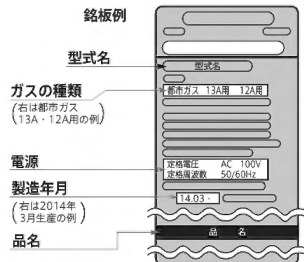 銘板例
型式名
型式名
ガスの種類
(右は都市ガス
13A・12A用の例)
都市ガス 13A用 12A用
電源
定格電圧 AC 100V
定格周波数 50/60Hz
製造年月
(右は2014年
3月生産の例)
14.03 -
品名
品 名